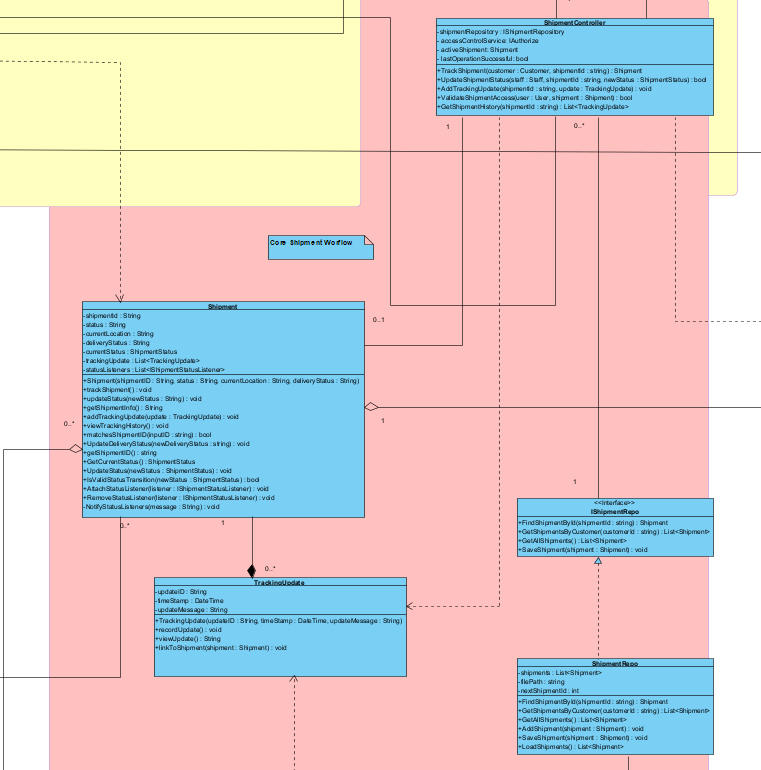 ShipmentController
-shipmentRepository : IShipmentRepository
- accessControlService: IAuthorize
- activeShipment: Shipment
- lastOperationSuccessful: bool
+TrackShipment(customer : Customer, shipmentId : string) : Shipment
+UpdateShipmentStatus(staff : Staff, shipmentId : string, newStatus : ShipmentStatus) : bool
+AddTrackingUpdate(shipmentId : string, update : TrackingUpdate) : void
+ValidateShipmentAccess(user : User, shipment : Shipment) : bool
+GetShipmentHistory(shipmentId : string) : List<TrackingUpdate>
1
0..*
Core Shipment Worflow
Shipment
-shipmentId : String
-status : String
-currentLocation : String
-deliveryStatus : String
-currentStatus : ShipmentStatus
-trackingUpdate : List<TrackingUpdate>
-statusListeners : List<IShipmentStatusListener>
+Shipment(shipmentID : String, status : String, currentLocation : String, deliveryStatus : String)
+trackShipment() : void
+updateStatus(newStatus : String) : void
+getShipmentInfo() : String
+addTrackingUpdate(update : TrackingUpdate) : void
+viewTrackingHistory() : void
+matchesShipmentID(inputID : string) : bool
+UpdateDeliveryStatus(newDeliveryStatus : string) : void
+getShipmentID() : string
+GetCurrentStatus() : ShipmentStatus
+UpdateStatus(newStatus : ShipmentStatus) : void
+IsValidStatusTransition(newStatus : ShipmentStatus) : bool
+AttachStatusListener(listener : IShipmentStatusListener) : void
+RemoveStatusListener(listener : IShipmentStatusListener) : void
-NotifyStatusListeners(message : String) : void
0..1
1
0..*
0..*
1
0..*
TrackingUpdate
-updateID : String
-timeStamp : DateTime
-updateMessage : String
+TrackingUpdate(updateID : String, timeStamp : DateTime, updateMessage : String)
+recordUpdate() : void
+viewUpdate() : String
+linkToShipment(shipment : Shipment) : void
1
<<Interface>>
IShipmentRepo
+FindShipmentById(shipmentId : string) : Shipment
+GetShipmentsByCustomer(customerId : string) : List<Shipment>
+GetAllShipments() : List<Shipment>
+SaveShipment(shipment : Shipment) : void
ShipmentRepo
-shipments : List<Shipment>
-filePath : string
-nextShipmentId : int
+FindShipmentById(shipmentId : string) : Shipment
+GetShipmentsByCustomer(customerId : string) : List<Shipment>
+GetAllShipments() : List<Shipment>
+AddShipment(shipment : Shipment) : void
+SaveShipment(shipment : Shipment) : void
+LoadShipments() : List<Shipment>